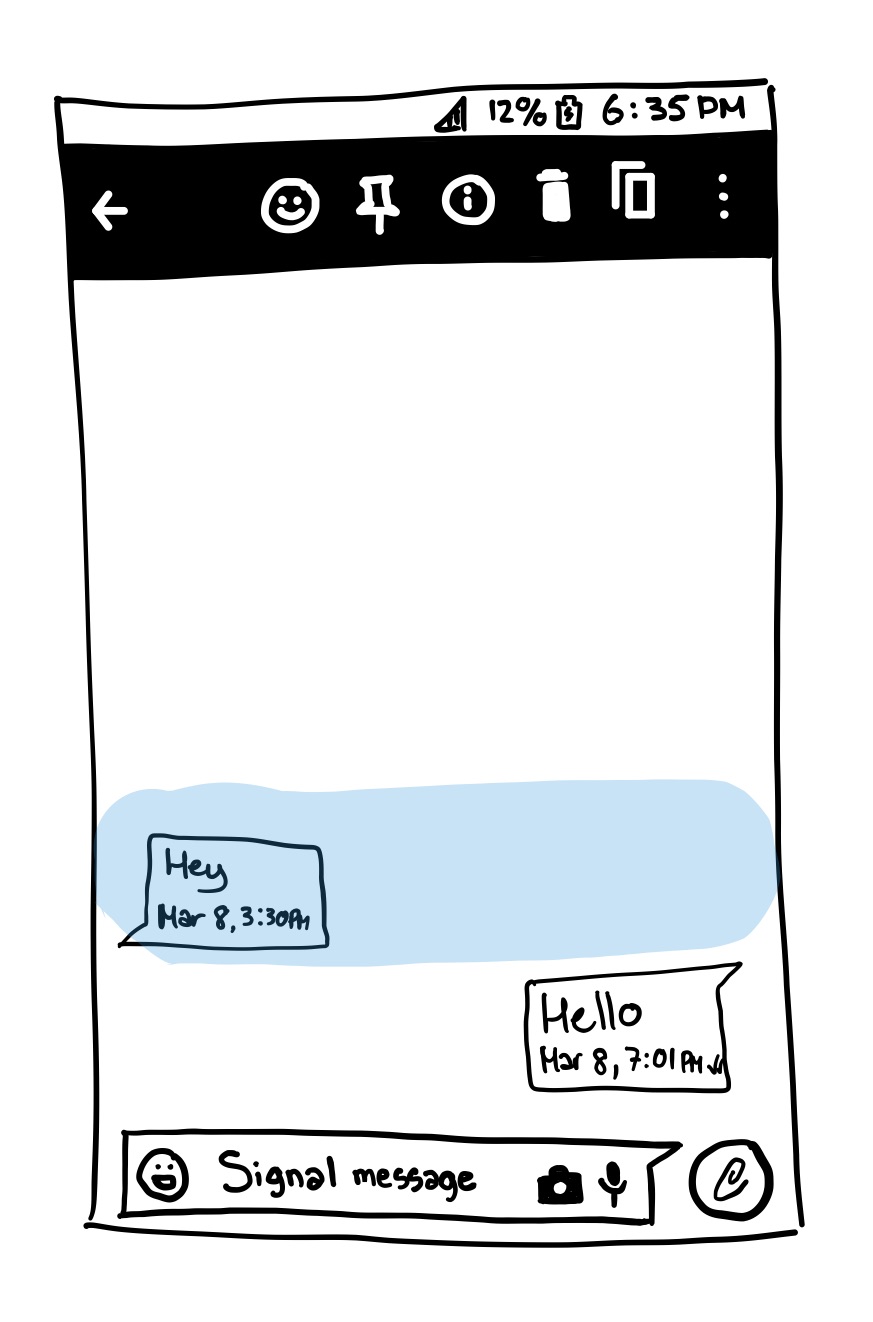 12% 6:35 PM
Hey
Mar 8, 3:30PM
Hello
Mar 8, 7:01PM
Signal message